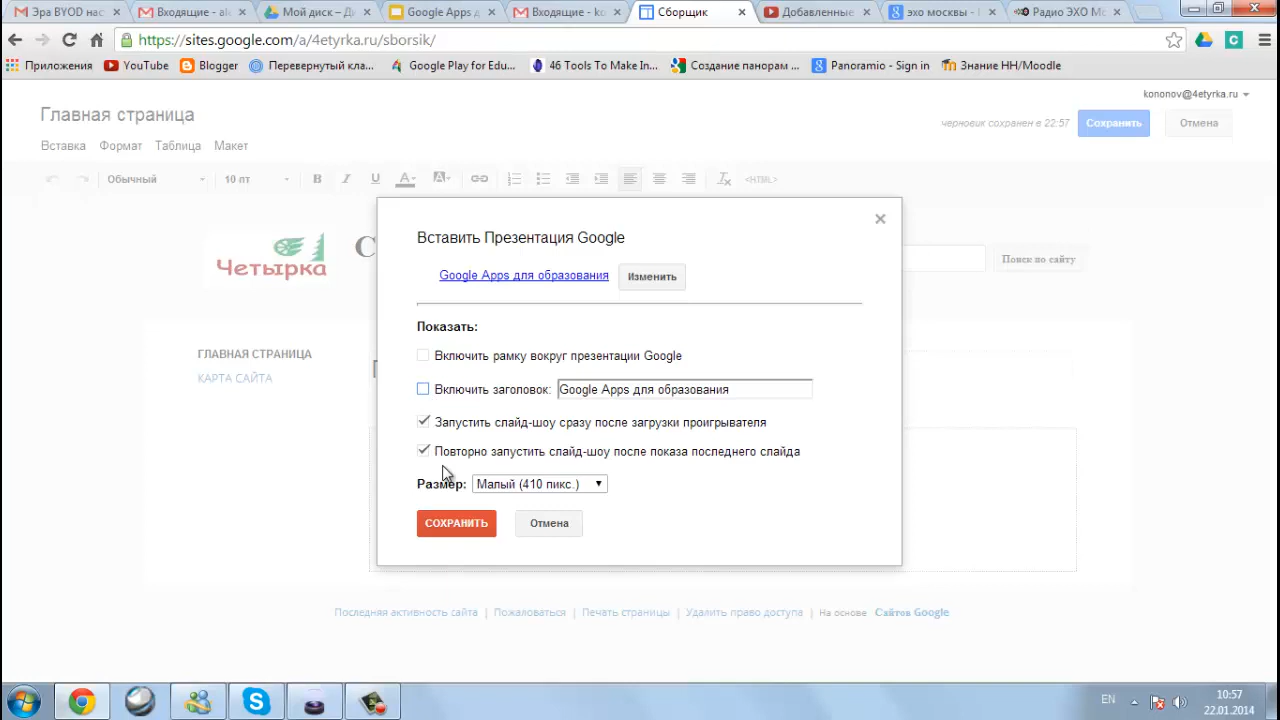 Эра BYOD нас
Входящие - ale
Мой диск – Ди
Google Apps д
Входящие - ko
Сборщик
Добавленные
эхо москвы -
Радио ЭХО Мо
https://sites.google.com/a/4etyrka.ru/sborsik/
Приложения
YouTube
Blogger
Перевернутый кла...
Google Play for Edu...
46 Tools To Make In...
Создание панорам ...
Panoramio - Sign in
Знание НН/Moodle
kononov@4etyrka.ru
Главная страница
черновик сохранен в 22:57
Сохранить
Отмена
Вставка Формат Таблица Макет
Обычный 10 пт B I U A A <HTML>
Четырка
С
Поиск по сайту
Вставить Презентация Google
Google Apps для образования Изменить
Показать:
Включить рамку вокруг презентации Google
Включить заголовок: Google Apps для образования
Запустить слайд-шоу сразу после загрузки проигрывателя
Повторно запустить слайд-шоу после показа последнего слайда
Размер: Малый (410 пикс.)
СОХРАНИТЬ Отмена
ГЛАВНАЯ СТРАНИЦА
КАРТА САЙТА
Последняя активность сайта | Пожаловаться | Печать страницы | Удалить право доступа | На основе Сайтов Google
EN
10:57
22.01.2014